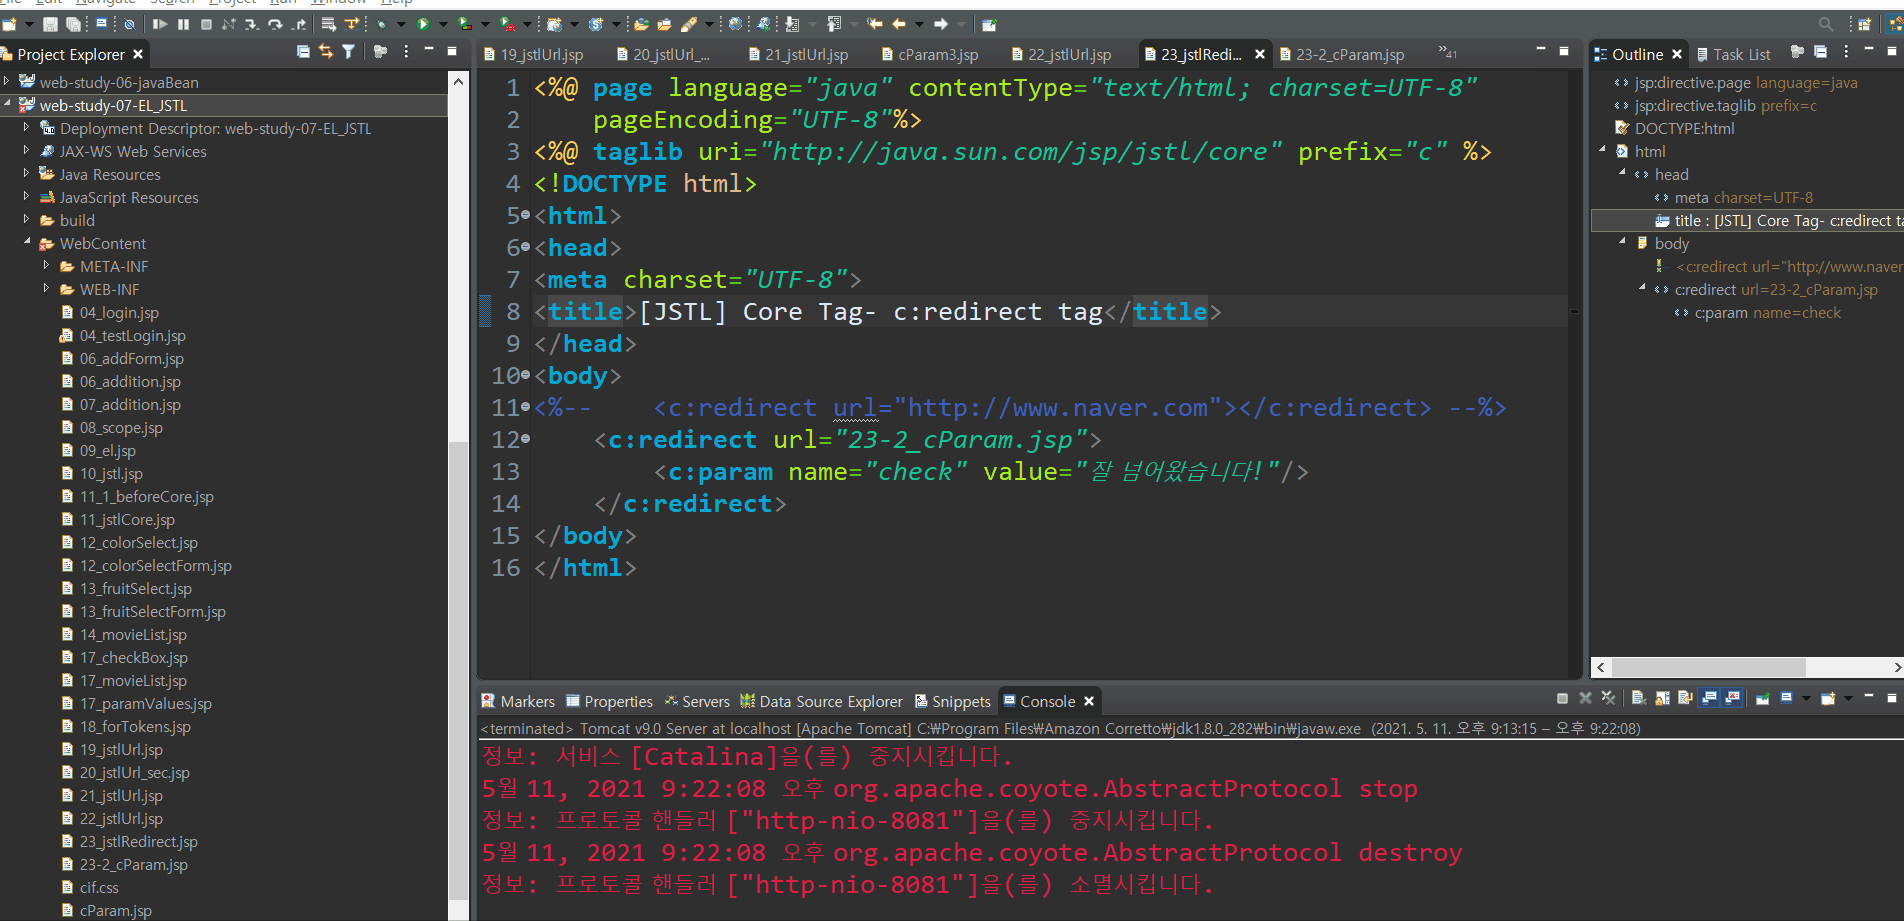 File Edit Navigate Search Project Run Window Help
Project Explorer
web-study-06-javaBean
web-study-07-EL_JSTL
Deployment Descriptor: web-study-07-EL_JSTL
JAX-WS Web Services
Java Resources
JavaScript Resources
build
WebContent
META-INF
WEB-INF
04_login.jsp
04_testLogin.jsp
06_addForm.jsp
06_addition.jsp
07_addition.jsp
08_scope.jsp
09_el.jsp
10_jstl.jsp
11_1_beforeCore.jsp
11_jstlCore.jsp
12_colorSelect.jsp
12_colorSelectForm.jsp
13_fruitSelect.jsp
13_fruitSelectForm.jsp
14_movieList.jsp
17_checkBox.jsp
17_movieList.jsp
17_paramValues.jsp
18_forTokens.jsp
19_jstlUrl.jsp
20_jstlUrl_sec.jsp
21_jstlUrl.jsp
22_jstlUrl.jsp
23_jstlRedirect.jsp
23-2_cParam.jsp
cif.css
cParam.jsp
19_jstlUrl.jsp 20_jstlUrl_... 21_jstlUrl.jsp cParam3.jsp 22_jstlUrl.jsp 23_jstlRedi... 23-2_cParam.jsp »41
1 <%@ page language="java" contentType="text/html; charset=UTF-8"
2 pageEncoding="UTF-8"%>
3 <%@ taglib uri="http://java.sun.com/jsp/jstl/core" prefix="c" %>
4 <!DOCTYPE html>
5 <html>
6 <head>
7 <meta charset="UTF-8">
8 <title>[JSTL] Core Tag- c:redirect tag</title>
9 </head>
10 <body>
11 <%-- <c:redirect url="http://www.naver.com"></c:redirect> --%>
12 <c:redirect url="23-2_cParam.jsp">
13 <c:param name="check" value="잘 넘어왔습니다!"/>
14 </c:redirect>
15 </body>
16 </html>
Outline Task List
jsp:directive.page language=java
jsp:directive.taglib prefix=c
DOCTYPE:html
html
head
meta charset=UTF-8
title : [JSTL] Core Tag- c:redirect ta
body
<c:redirect url="http://www.naver
c:redirect url=23-2_cParam.jsp
c:param name=check
Markers Properties Servers Data Source Explorer Snippets Console
<terminated> Tomcat v9.0 Server at localhost [Apache Tomcat] C:₩Program Files₩Amazon Corretto₩jdk1.8.0_282₩bin₩javaw.exe (2021. 5. 11. 오후 9:13:15 – 오후 9:22:08)
정보: 서비스 [Catalina]을(를) 중지시킵니다.
5월 11, 2021 9:22:08 오후 org.apache.coyote.AbstractProtocol stop
정보: 프로토콜 핸들러 ["http-nio-8081"]을(를) 중지시킵니다.
5월 11, 2021 9:22:08 오후 org.apache.coyote.AbstractProtocol destroy
정보: 프로토콜 핸들러 ["http-nio-8081"]을(를) 소멸시킵니다.